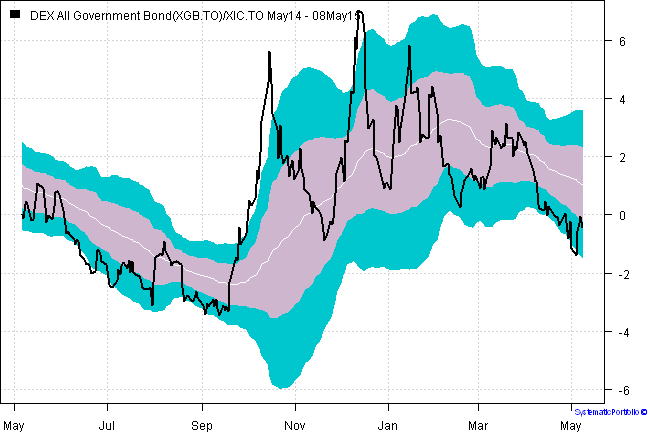 DEX All Government Bond(XGB.TO)/XIC.TO May14 - 08May15
6
4
2
0
-2
-4
-6
May Jul Sep Nov Jan Mar May
SystematicPortfolio ©